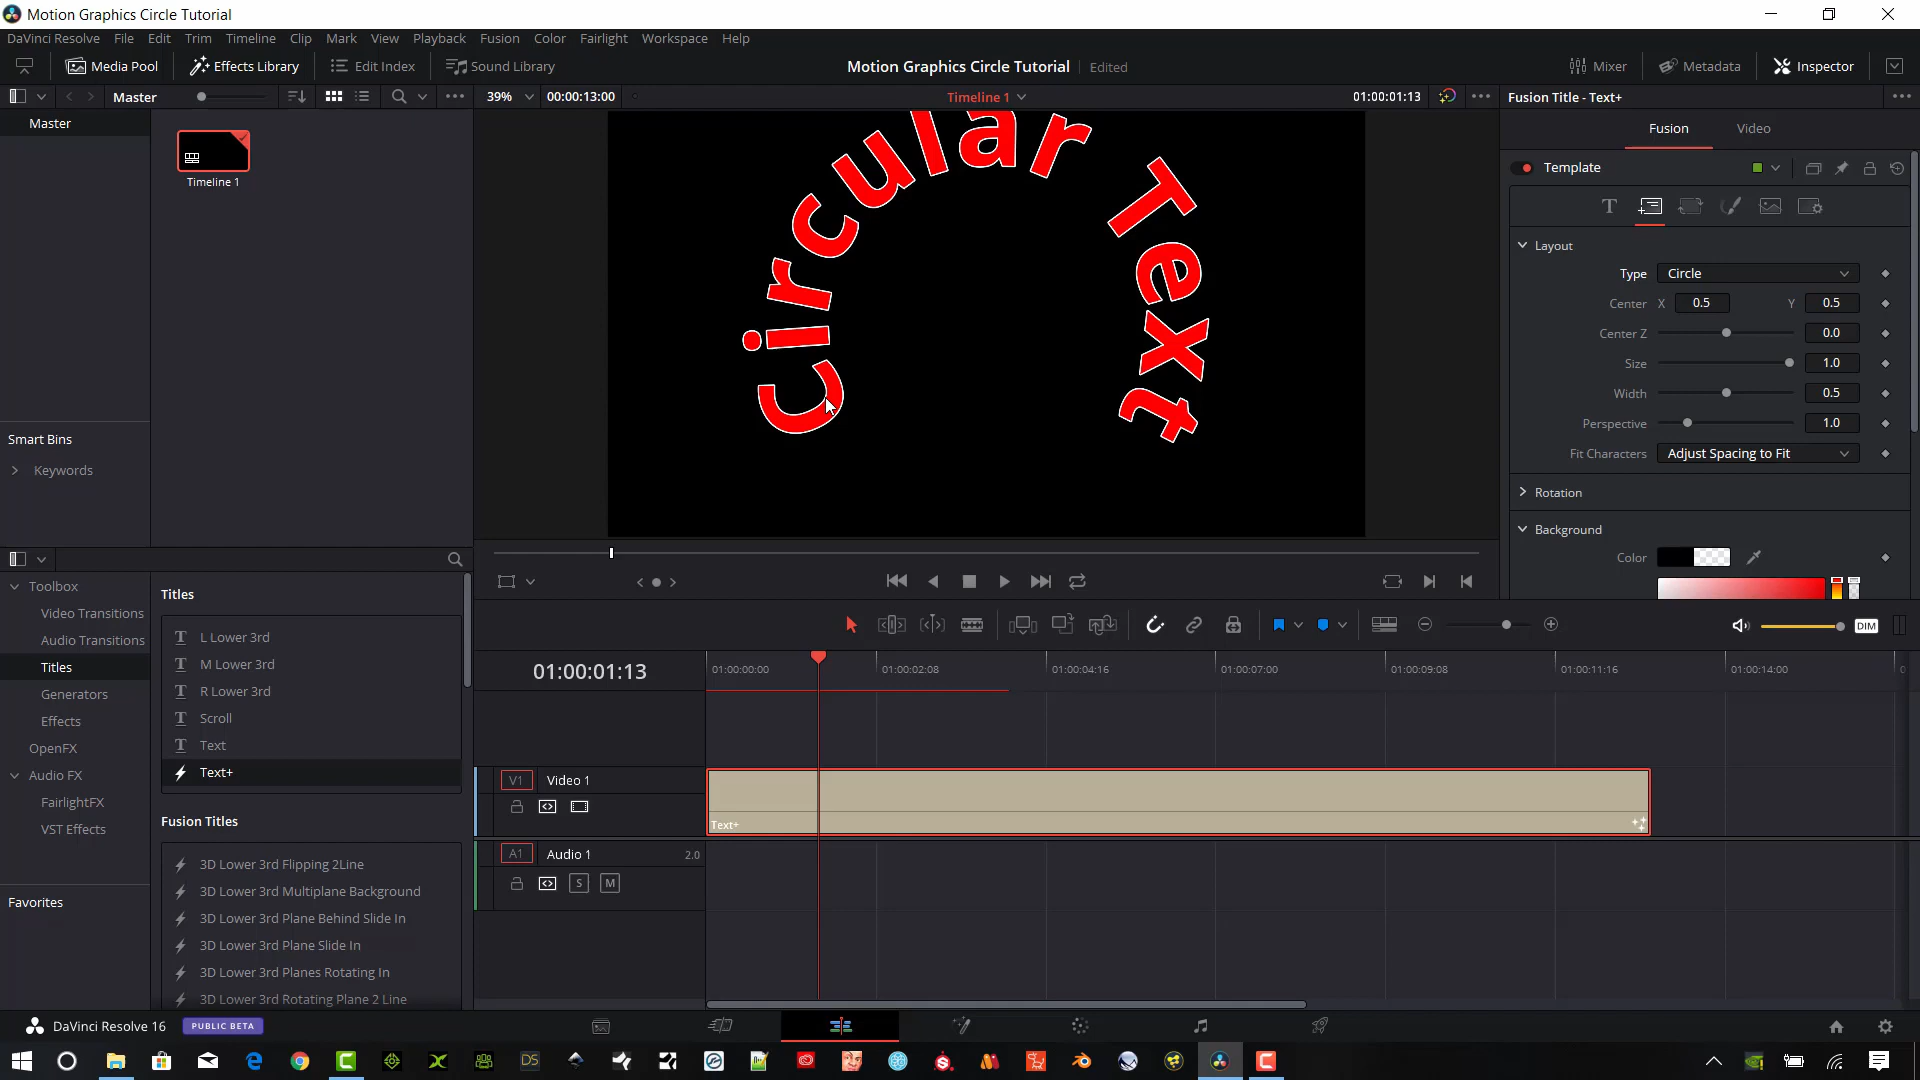 Motion Graphics Circle Tutorial
DaVinci Resolve File Edit Trim Timeline Clip Mark View Playback Fusion Color Fairlight Workspace Help
Media Pool Effects Library Edit Index Sound Library Motion Graphics Circle Tutorial Edited Mixer Metadata Inspector
Master 39% 00:00:13:00 Timeline 1 01:00:01:13 Fusion Title - Text+
Master
Timeline 1
Smart Bins
Keywords
Circular Text
Fusion Video
Template
Layout
Type Circle
Center X 0.5 Y 0.5
Center Z 0.0
Size 1.0
Width 0.5
Perspective 1.0
Fit Characters Adjust Spacing to Fit
Rotation
Background
Color
Toolbox
Video Transitions
Audio Transitions
Titles
Generators
Effects
OpenFX
Audio FX
FairlightFX
VST Effects
Favorites
Titles
L Lower 3rd
M Lower 3rd
R Lower 3rd
Scroll
Text
Text+
Fusion Titles
3D Lower 3rd Flipping 2Line
3D Lower 3rd Multiplane Background
3D Lower 3rd Plane Behind Slide In
3D Lower 3rd Plane Slide In
3D Lower 3rd Planes Rotating In
3D Lower 3rd Rotating Plane 2 Line
DIM
01:00:01:13 01:00:00:00 01:00:02:08 01:00:04:16 01:00:07:00 01:00:09:08 01:00:11:16 01:00:14:00
V1 Video 1
Text+
A1 Audio 1 2.0
S M
DaVinci Resolve 16 PUBLIC BETA
DS